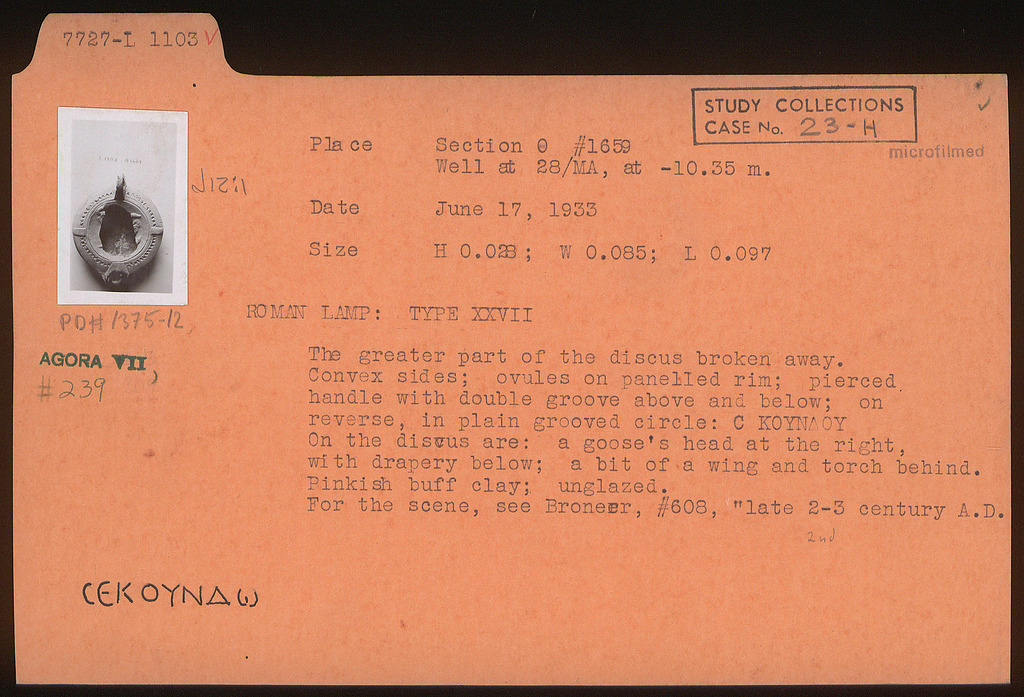 7727-L 1103 V
STUDY COLLECTIONS
CASE No. 23-H
microfilmed
Place Section Θ #1659
Well at 28/MA, at -10.35 m.
Date June 17, 1933
Size H 0.028; W 0.085; L 0.097
PD# 1375-12,
ROMAN LAMP: TYPE XXVII
AGORA VII,
#239
The greater part of the discus broken away.
Convex sides; ovules on panelled rim; pierced
handle with double groove above and below; on
reverse, in plain grooved circle: C ΚΟΥΝΔΟΥ
On the discus are: a goose's head at the right,
with drapery below; a bit of a wing and torch behind.
Pinkish buff clay; unglazed.
For the scene, see Broneer, #608, "late 2-3 century A.D.
2nd
CΕΚΟΥΝΔω